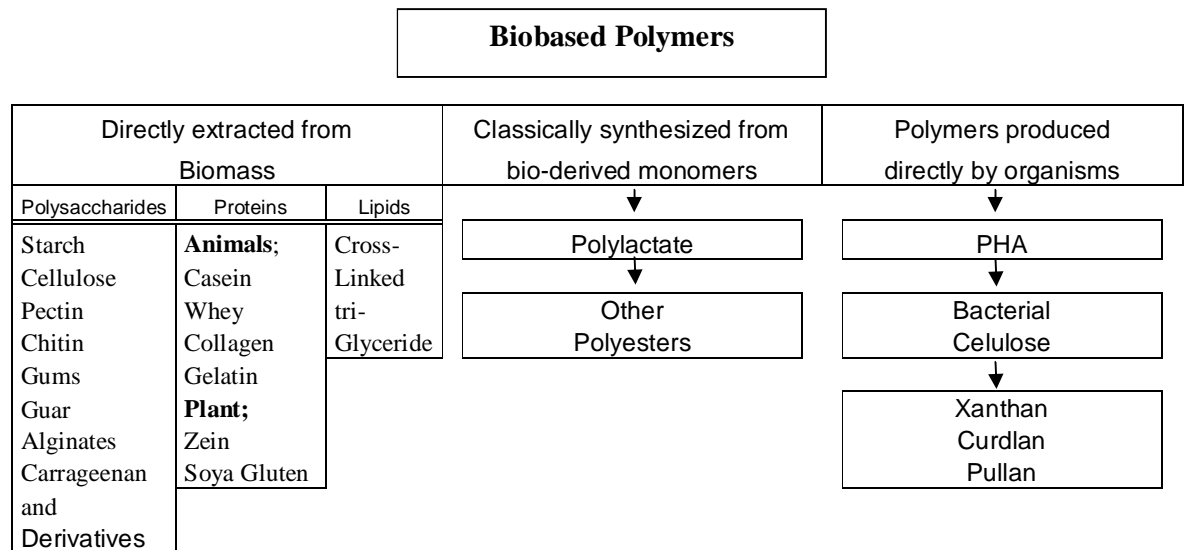 Biobased Polymers
Directly extracted from
Biomass
Classically synthesized from
bio-derived monomers
Polymers produced
directly by organisms
Polysaccharides
Proteins
Lipids
Starch
Cellulose
Pectin
Chitin
Gums
Guar
Alginates
Carrageenan
and
Derivatives
Animals;
Casein
Whey
Collagen
Gelatin
Plant;
Zein
Soya Gluten
Cross-
Linked
tri-
Glyceride
Polylactate
Other
Polyesters
PHA
Bacterial
Celulose
Xanthan
Curdlan
Pullan